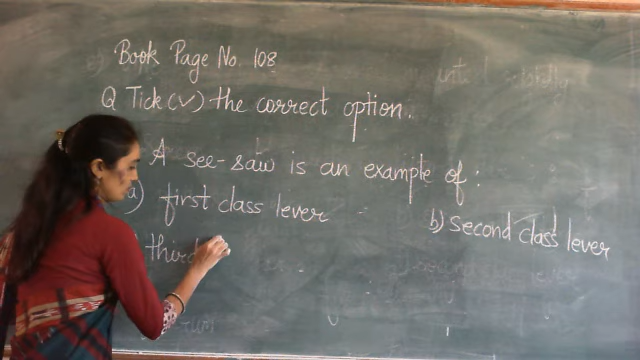 Book Page No. 108
Q Tick (✓) the correct option.
A see-saw is an example of :
a) first class lever
b) second class lever
third